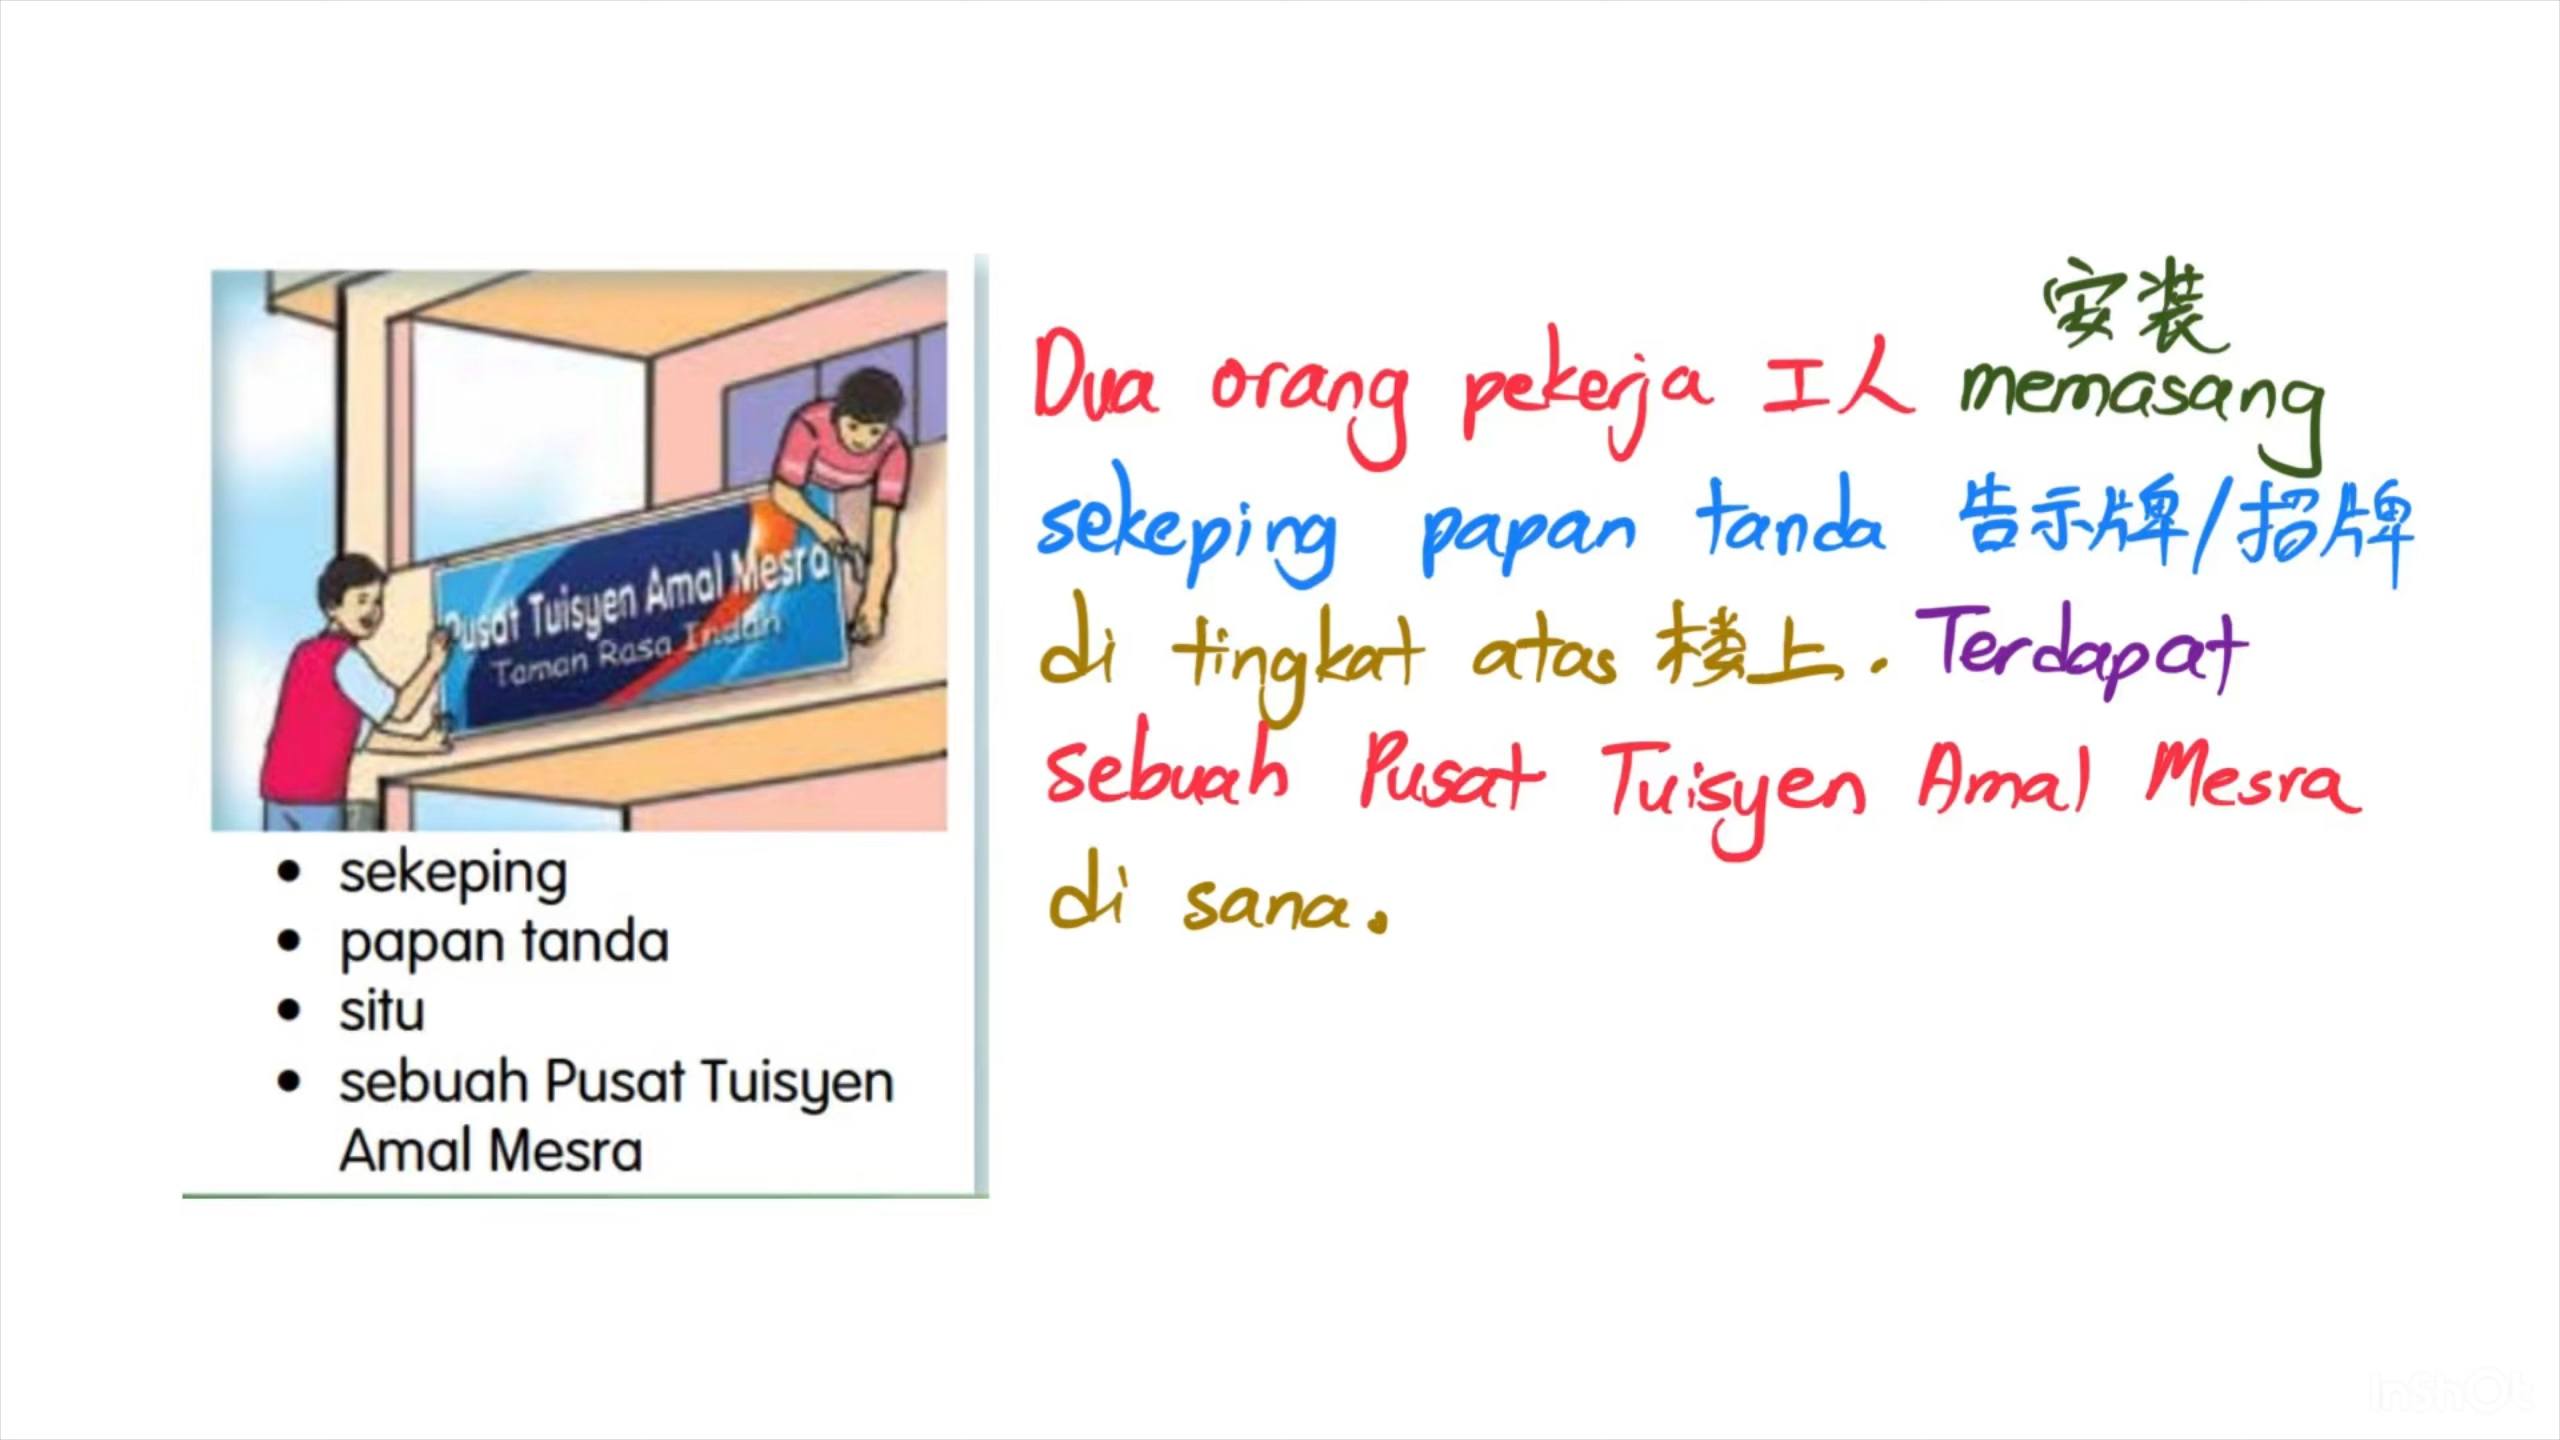 Pusat Tuisyen Amal Mesra
Taman Rasa Indah
• sekeping
• papan tanda
• situ
• sebuah Pusat Tuisyen
Amal Mesra
安装
Dua orang pekerja 工人 memasang
sekeping papan tanda 告示牌/招牌
di tingkat atas 楼上. Terdapat
sebuah Pusat Tuisyen Amal Mesra
di sana.
InShOt